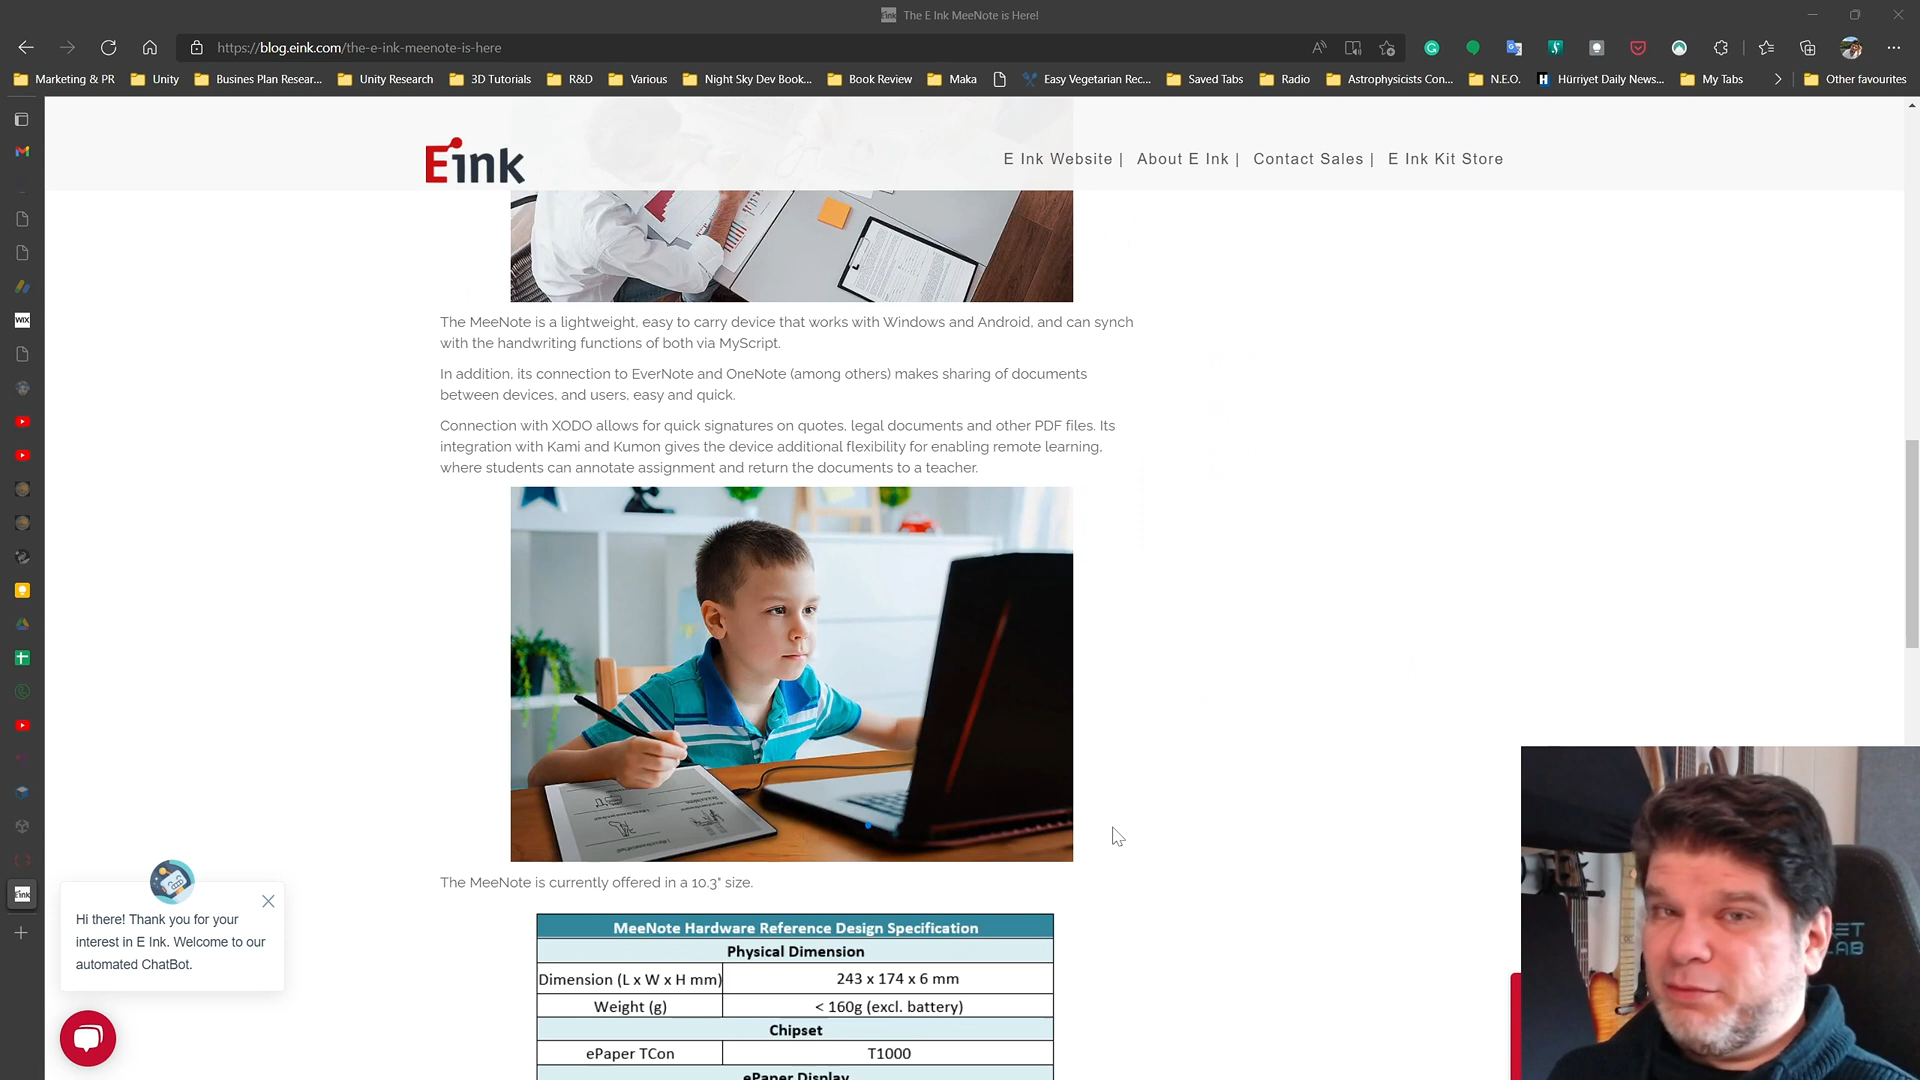 The E Ink MeeNote is Here!
https://blog.eink.com/the-e-ink-meenote-is-here
Marketing & PR
Unity
Busines Plan Resear...
Unity Research
3D Tutorials
R&D
Various
Night Sky Dev Book...
Book Review
Maka
Easy Vegetarian Rec...
Saved Tabs
Radio
Astrophysicists Con...
N.E.O.
Hürriyet Daily News...
My Tabs
Other favourites
Eink
E Ink Website | About E Ink | Contact Sales | E Ink Kit Store
The MeeNote is a lightweight, easy to carry device that works with Windows and Android, and can synch
with the handwriting functions of both via MyScript.
In addition, its connection to EverNote and OneNote (among others) makes sharing of documents
between devices, and users, easy and quick.
Connection with XODO allows for quick signatures on quotes, legal documents and other PDF files. Its
integration with Kami and Kumon gives the device additional flexibility for enabling remote learning,
where students can annotate assignment and return the documents to a teacher.
The MeeNote is currently offered in a 10.3" size.
MeeNote Hardware Reference Design Specification
Physical Dimension
Dimension (L x W x H mm) 243 x 174 x 6 mm
Weight (g) < 160g (excl. battery)
Chipset
ePaper TCon T1000
ePaper Display
WIX
Eink
Hi there! Thank you for your
interest in E Ink. Welcome to our
automated ChatBot.